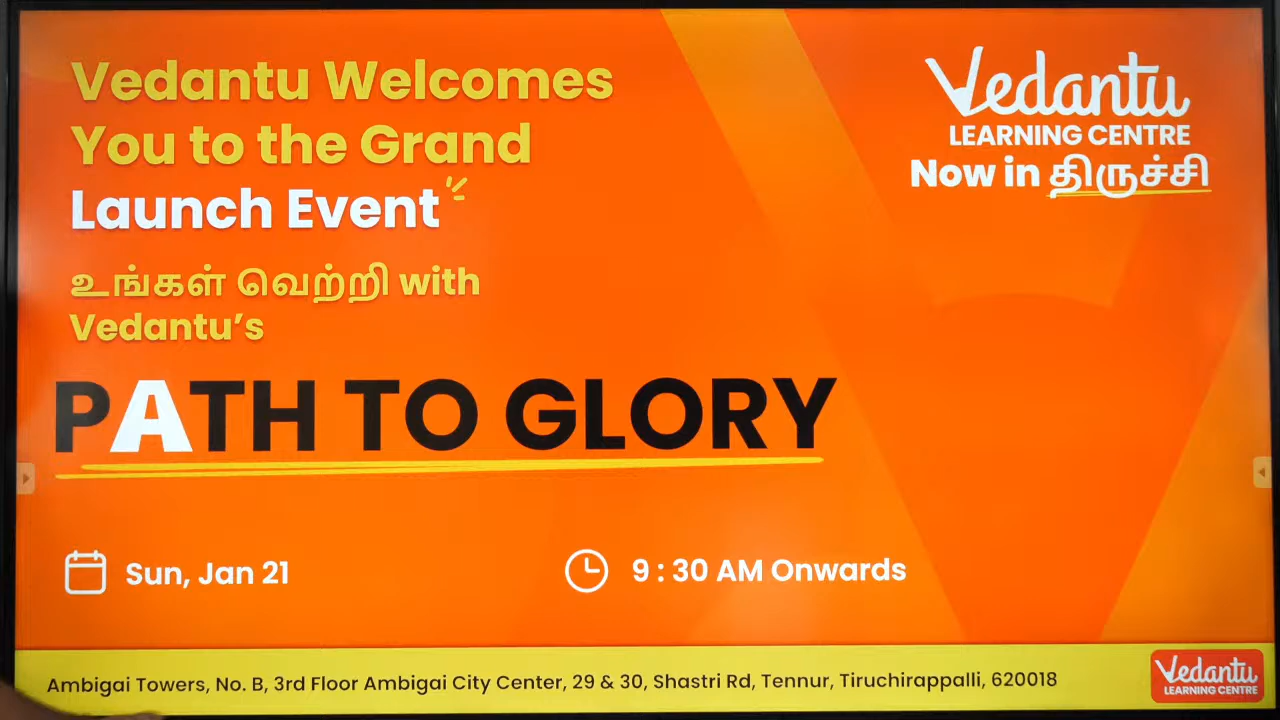 Vedantu Welcomes
You to the Grand
Launch Event
உங்கள் வெற்றி with
Vedantu's
PATH TO GLORY
Sun, Jan 21
9 : 30 AM Onwards
Vedantu
LEARNING CENTRE
Now in திருச்சி
Ambigai Towers, No. B, 3rd Floor Ambigai City Center, 29 & 30, Shastri Rd, Tennur, Tiruchirappalli, 620018
Vedantu
LEARNING CENTRE